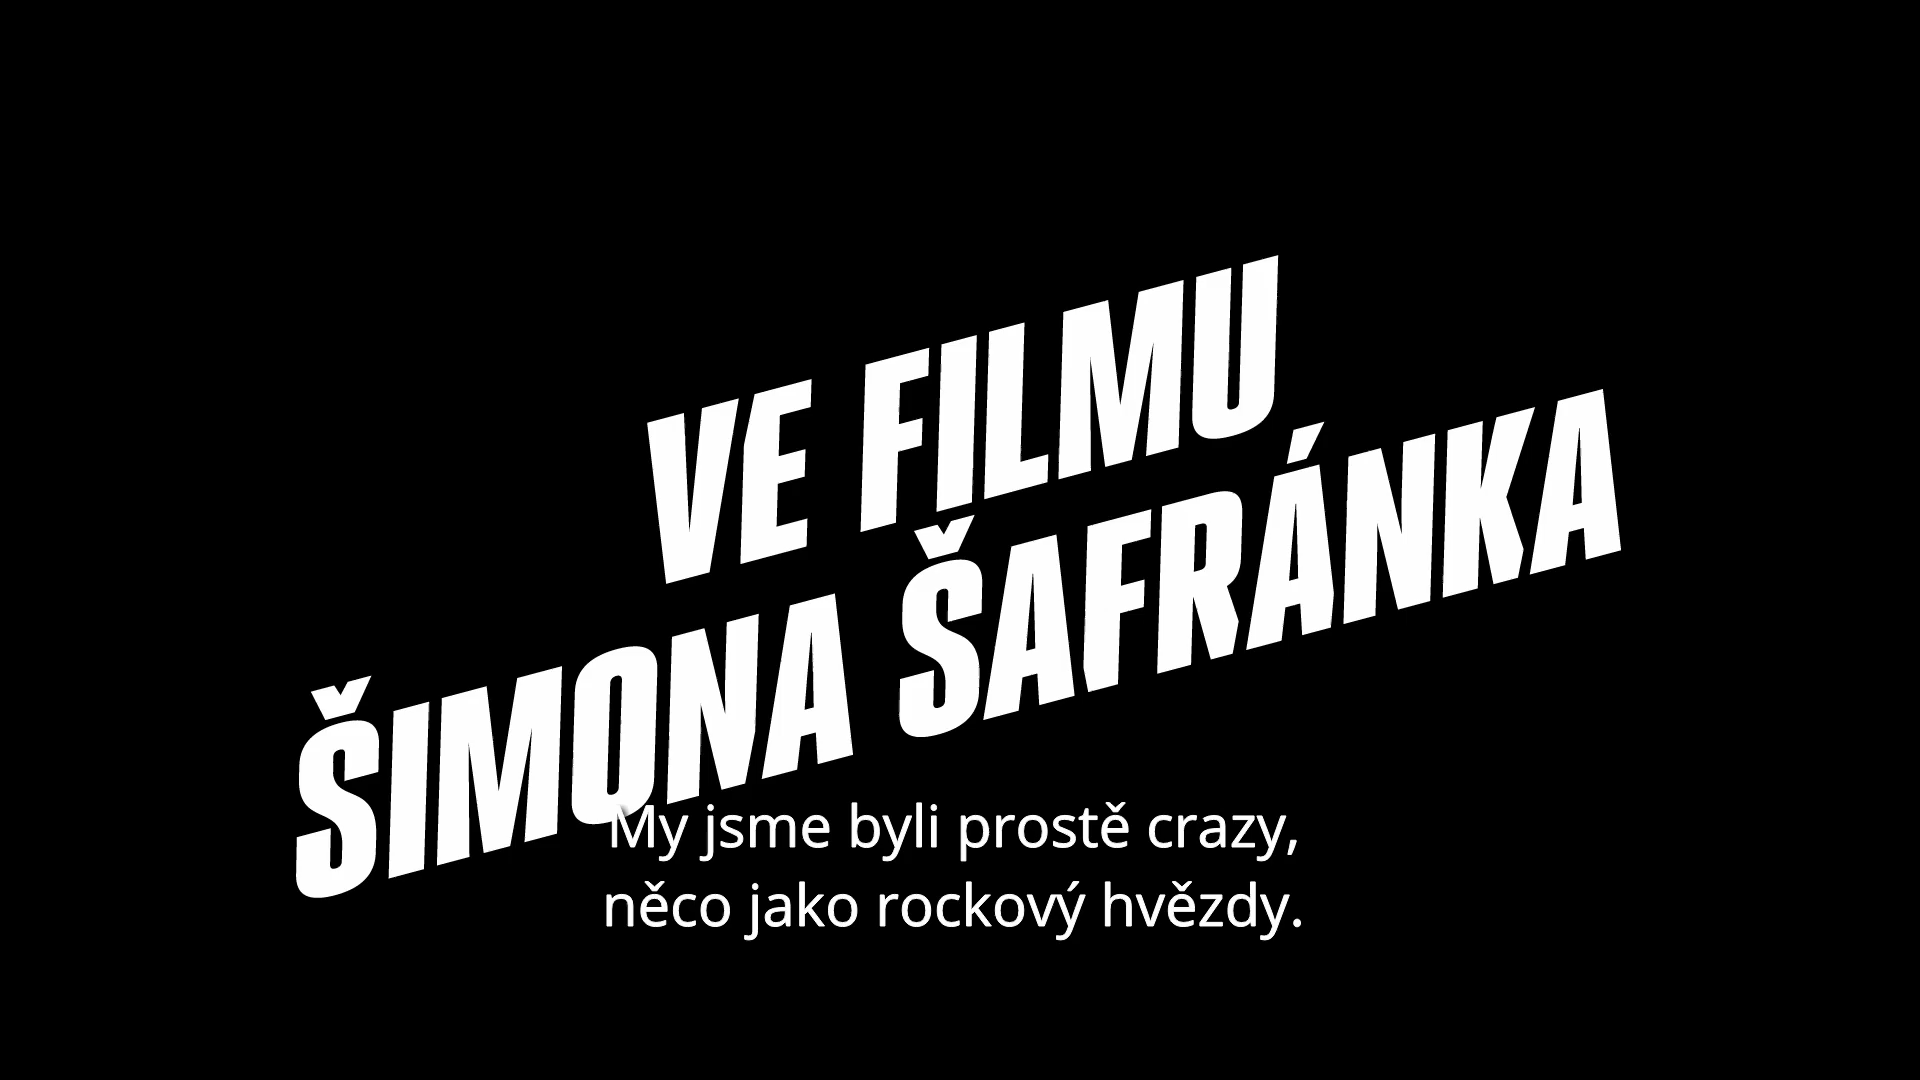 VE FILMU
ŠIMONA ŠAFRÁNKA
My jsme byli prostě crazy,
něco jako rockový hvězdy.